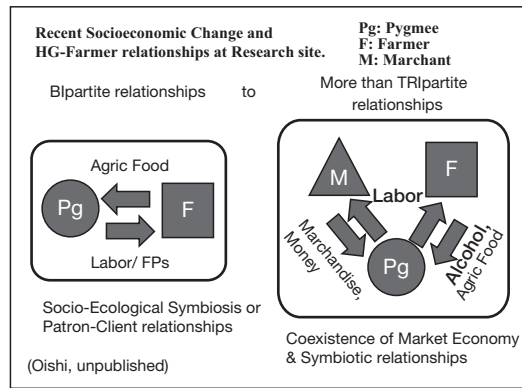 Recent Socioeconomic Change and
HG-Farmer relationships at Research site.
Pg: Pygmee
F: Farmer
M: Marchant
BIpartite relationships to
More than TRIpartite
relationships
Agric Food
Pg
F
Labor/ FPs
Socio-Ecological Symbiosis or
Patron-Client relationships
(Oishi, unpublished)
M
F
Labor
Marchandise,
Money
Pg
Alcohol,
Agric Food
Coexistence of Market Economy
& Symbiotic relationships